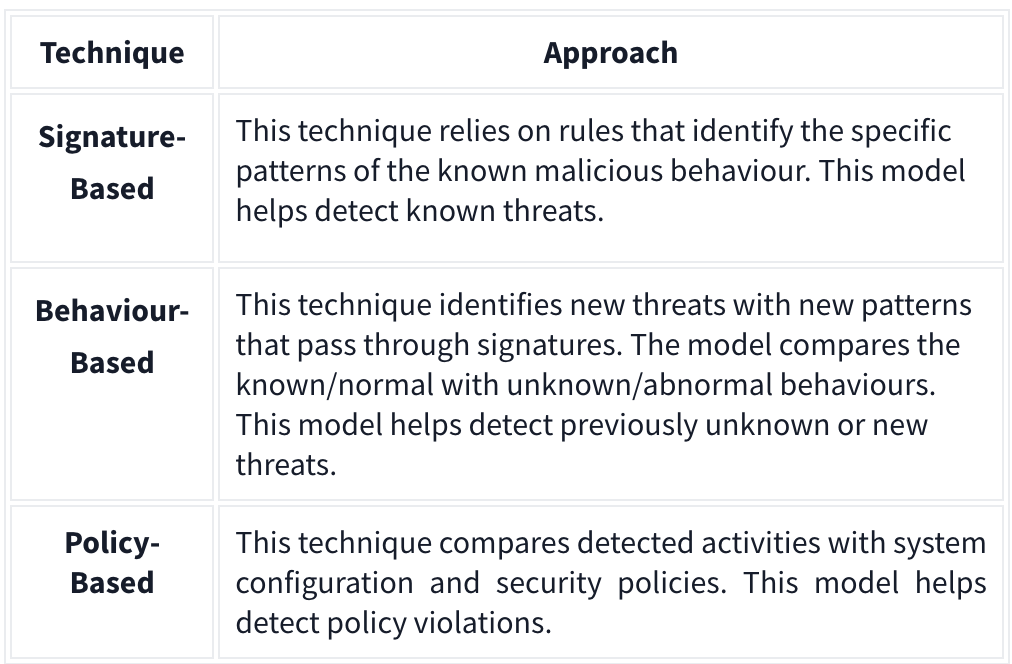 Technique
Approach
Signature-
Based
This technique relies on rules that identify the specific
patterns of the known malicious behaviour. This model
helps detect known threats.
Behaviour-
Based
This technique identifies new threats with new patterns
that pass through signatures. The model compares the
known/normal with unknown/abnormal behaviours.
This model helps detect previously unknown or new
threats.
Policy-
Based
This technique compares detected activities with system
configuration and security policies. This model helps
detect policy violations.